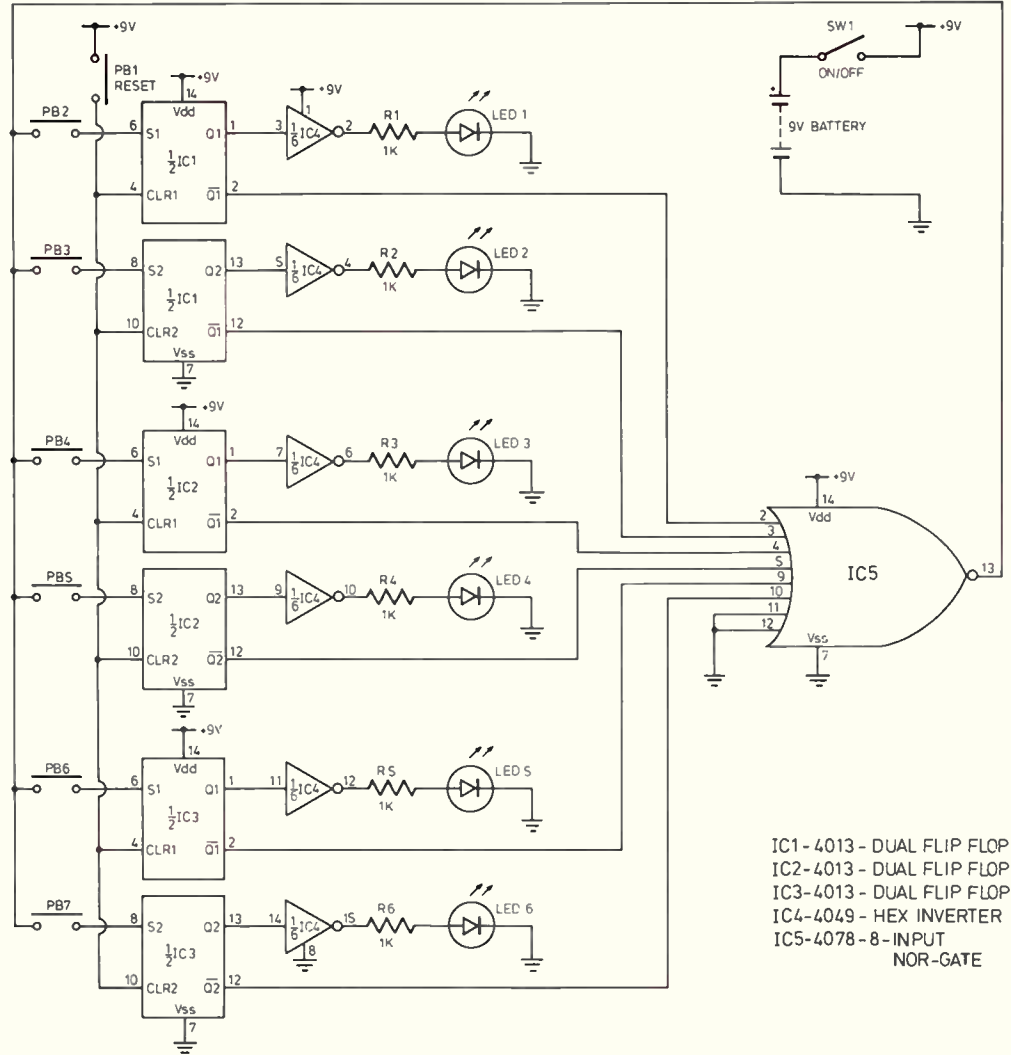 +9V
SW1
+9V
PB1
RESET
ON/OFF
+9V
+9V
14
1
+
PB2
Vdd
R1
LED 1
9V BATTERY
6 S1
Q1 1
3 1/6 IC4 2
1K
1/2 IC1
4 CLR1
Q1 2
PB3
R2
LED 2
8 S2
Q2 13
5 1/6 IC4 4
1K
1/2 IC1
10 CLR2
Q1 12
Vss
7
+9V
14
PB4
Vdd
R3
LED 3
6 S1
Q1 1
7 1/6 IC4 6
1K
1/2 IC2
+9V
14
4 CLR1
Q1 2
2
Vdd
3
4
PB5
R4
LED 4
5
IC5
13
8 S2
Q2 13
9 1/6 IC4 10
1K
9
10
1/2 IC2
11
12
10 CLR2
Q2 12
Vss
7
Vss
7
+9V
14
PB6
Vdd
R5
LED 5
6 S1
Q1 1
11 1/6 IC4 12
1K
1/2 IC3
4 CLR1
Q1 2
PB7
R6
LED 6
8 S2
Q2 13
14 1/6 IC4 15
1K
8
1/2 IC3
10 CLR2
Q2 12
Vss
7
IC1-4013-DUAL FLIP FLOP
IC2-4013-DUAL FLIP FLOP
IC3-4013-DUAL FLIP FLOP
IC4-4049-HEX INVERTER
IC5-4078-8-INPUT
NOR-GATE